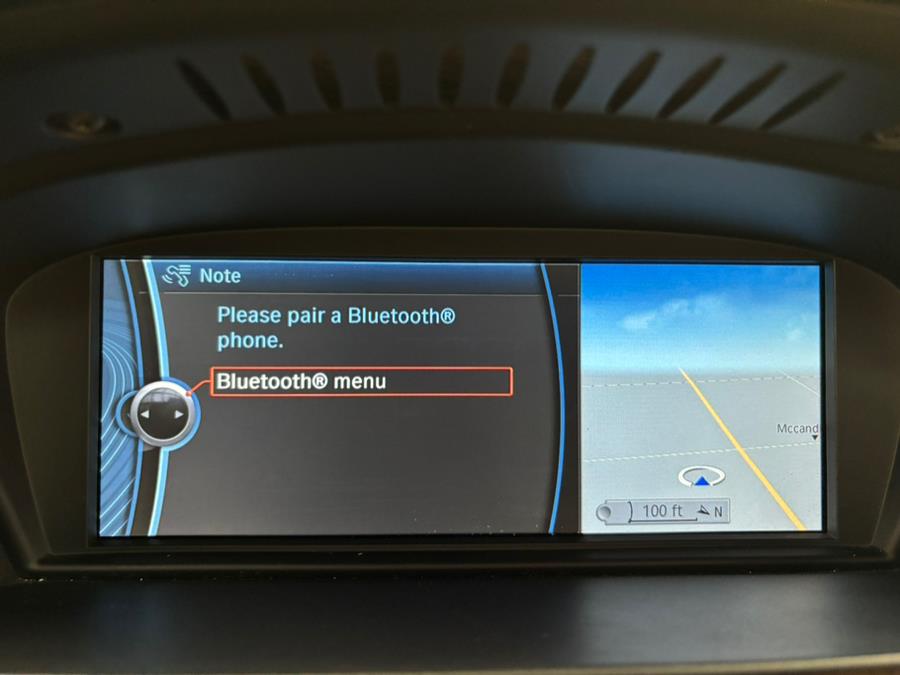 Note
Please pair a Bluetooth®
phone.
Bluetooth® menu
Mccand
100 ft
N